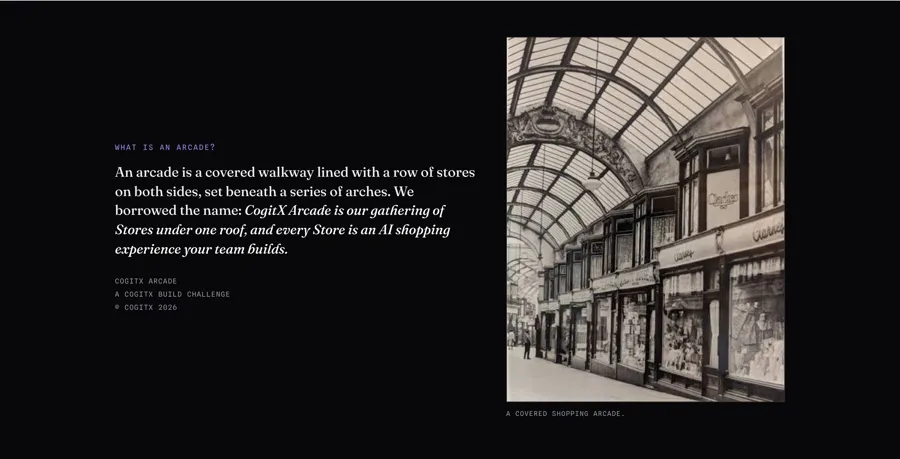 WHAT IS AN ARCADE?
An arcade is a covered walkway lined with a row of stores
on both sides, set beneath a series of arches. We
borrowed the name: CogitX Arcade is our gathering of
Stores under one roof, and every Store is an AI shopping
experience your team builds.
COGITX ARCADE
A COGITX BUILD CHALLENGE
© COGITX 2026
A COVERED SHOPPING ARCADE.